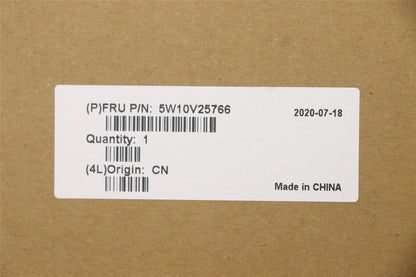 (P)FRU P/N: 5W10V25766
2020-07-18
Quantity: 1
(4L)Origin: CN
Made in CHINA